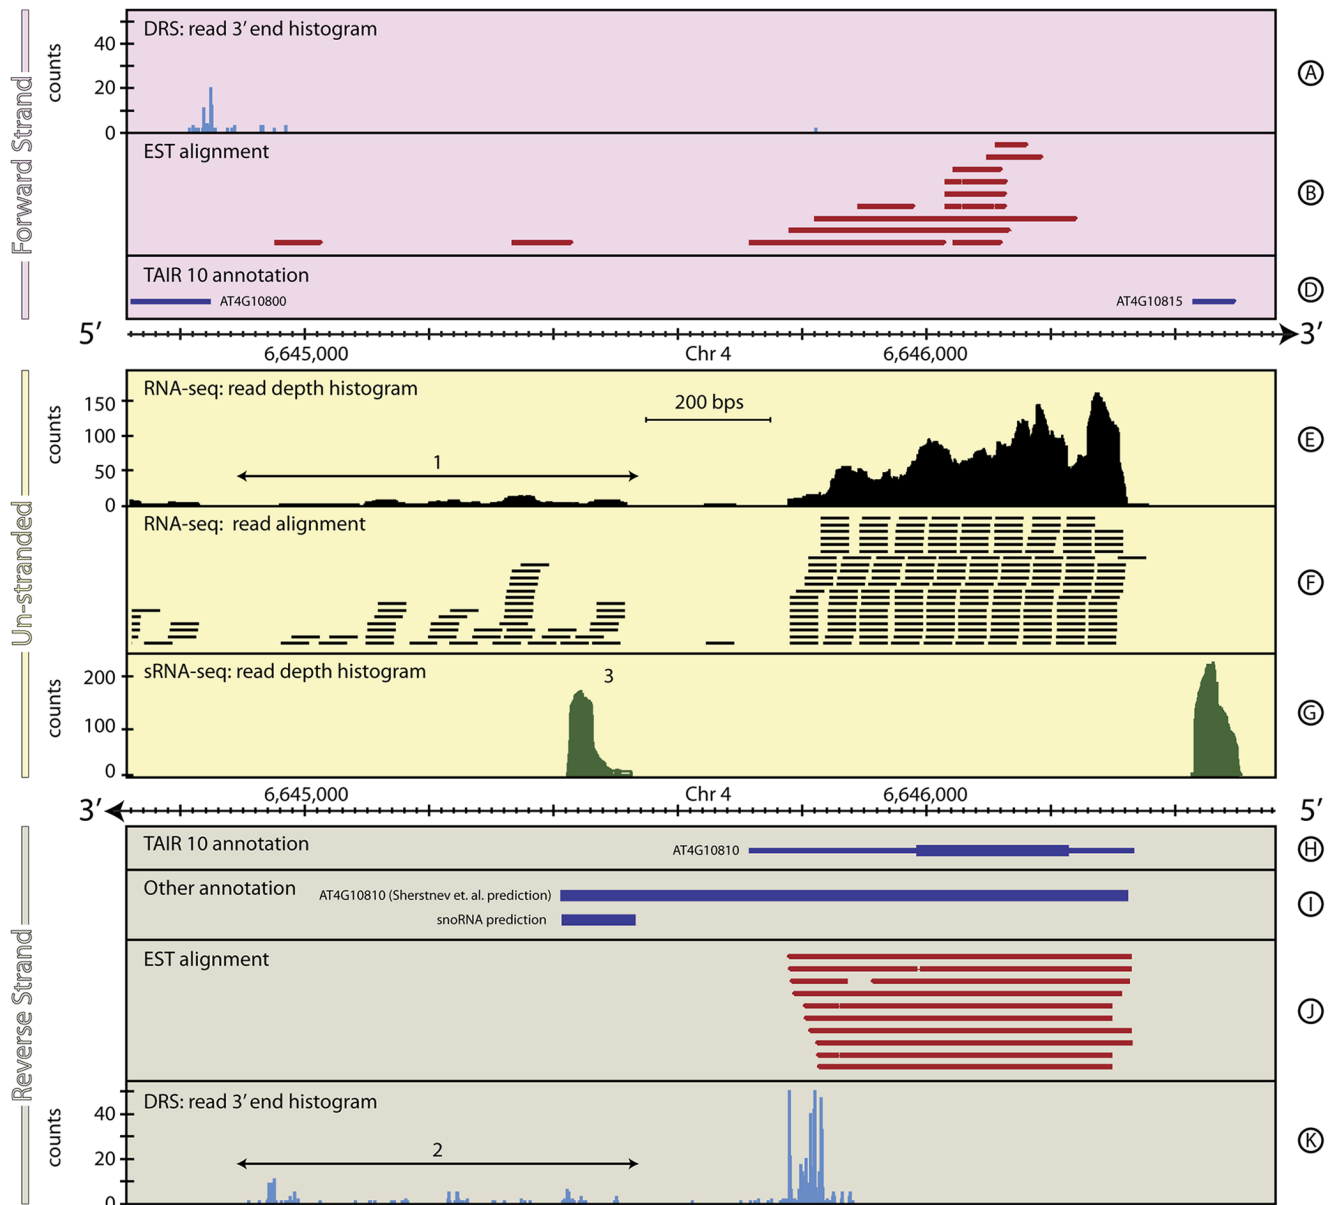 DRS: read 3′ end histogram
counts
40
20
0
A
Forward Strand
EST alignment
B
TAIR 10 annotation
AT4G10800
AT4G10815
D
5′
3′
6,645,000
Chr 4
6,646,000
RNA-seq: read depth histogram
200 bps
counts
150
100
50
0
1
E
Un-stranded
RNA-seq: read alignment
F
sRNA-seq: read depth histogram
3
counts
200
100
0
G
6,645,000
Chr 4
6,646,000
3′
5′
TAIR 10 annotation
AT4G10810
H
Other annotation
AT4G10810 (Sherstnev et. al. prediction)
snoRNA prediction
I
Reverse Strand
EST alignment
J
DRS: read 3′ end histogram
counts
40
20
0
2
K